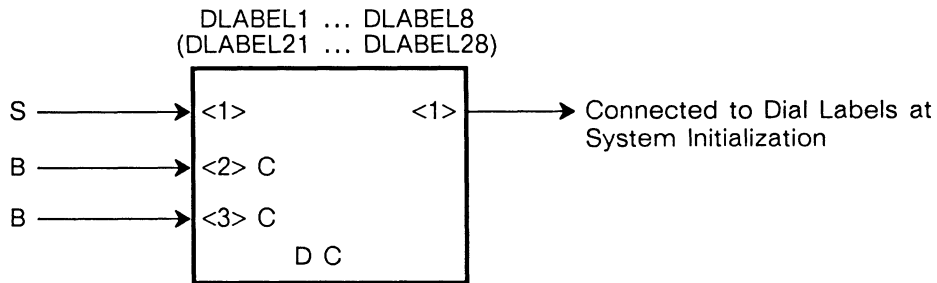 DLABEL1 ... DLABEL8
(DLABEL21 ... DLABEL28)
S <1> <1> Connected to Dial Labels at
System Initialization
B <2> C
B <3> C
D C